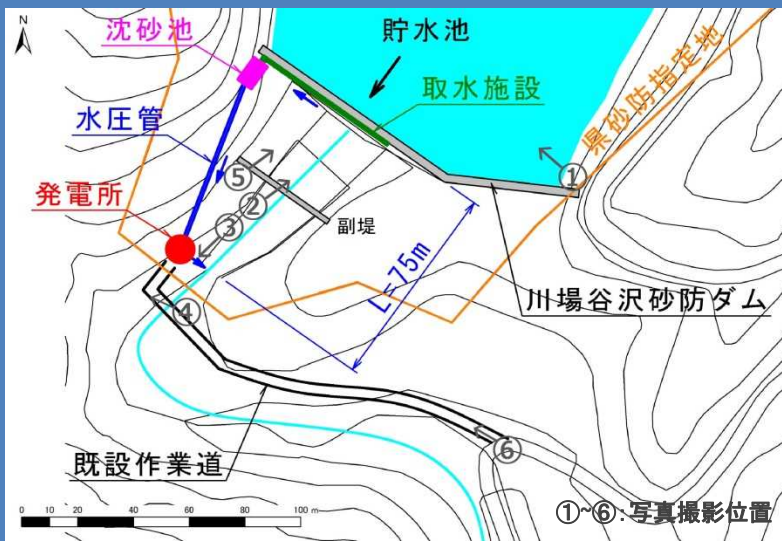 N
沈砂池
貯水池
取水施設
県砂防指定地
水圧管
①
⑤
②
発電所
③
副堤
L=75m
川場谷沢砂防ダム
④
⑥
既設作業道
0 10 20 40 60 80 100 m
①~⑥:写真撮影位置